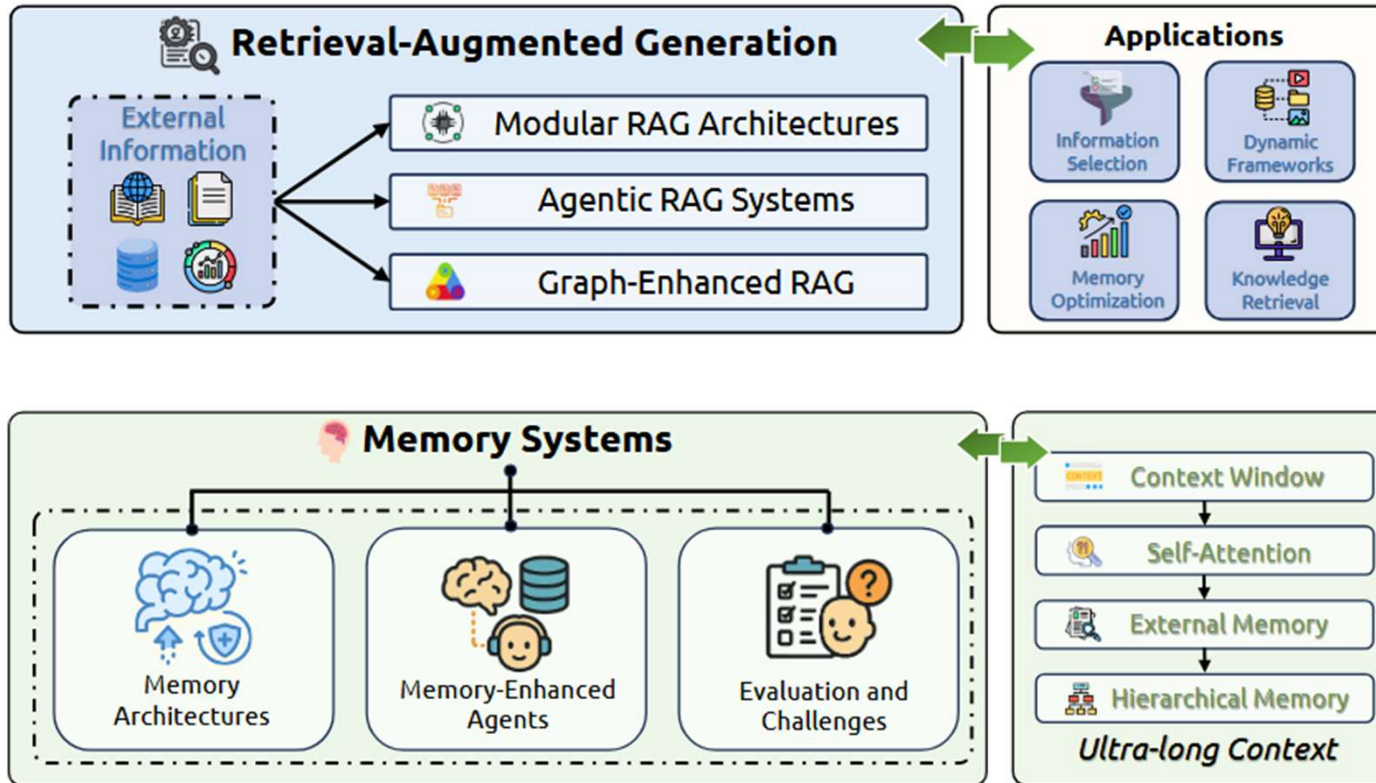 Retrieval-Augmented Generation
External
Information
Modular RAG Architectures
Agentic RAG Systems
Graph-Enhanced RAG
Applications
Information
Selection
Dynamic
Frameworks
Memory
Optimization
Knowledge
Retrieval
Memory Systems
Memory
Architectures
Memory-Enhanced
Agents
?
Evaluation and
Challenges
CONTEXT
Context Window
Self-Attention
External Memory
Hierarchical Memory
Ultra-long Context